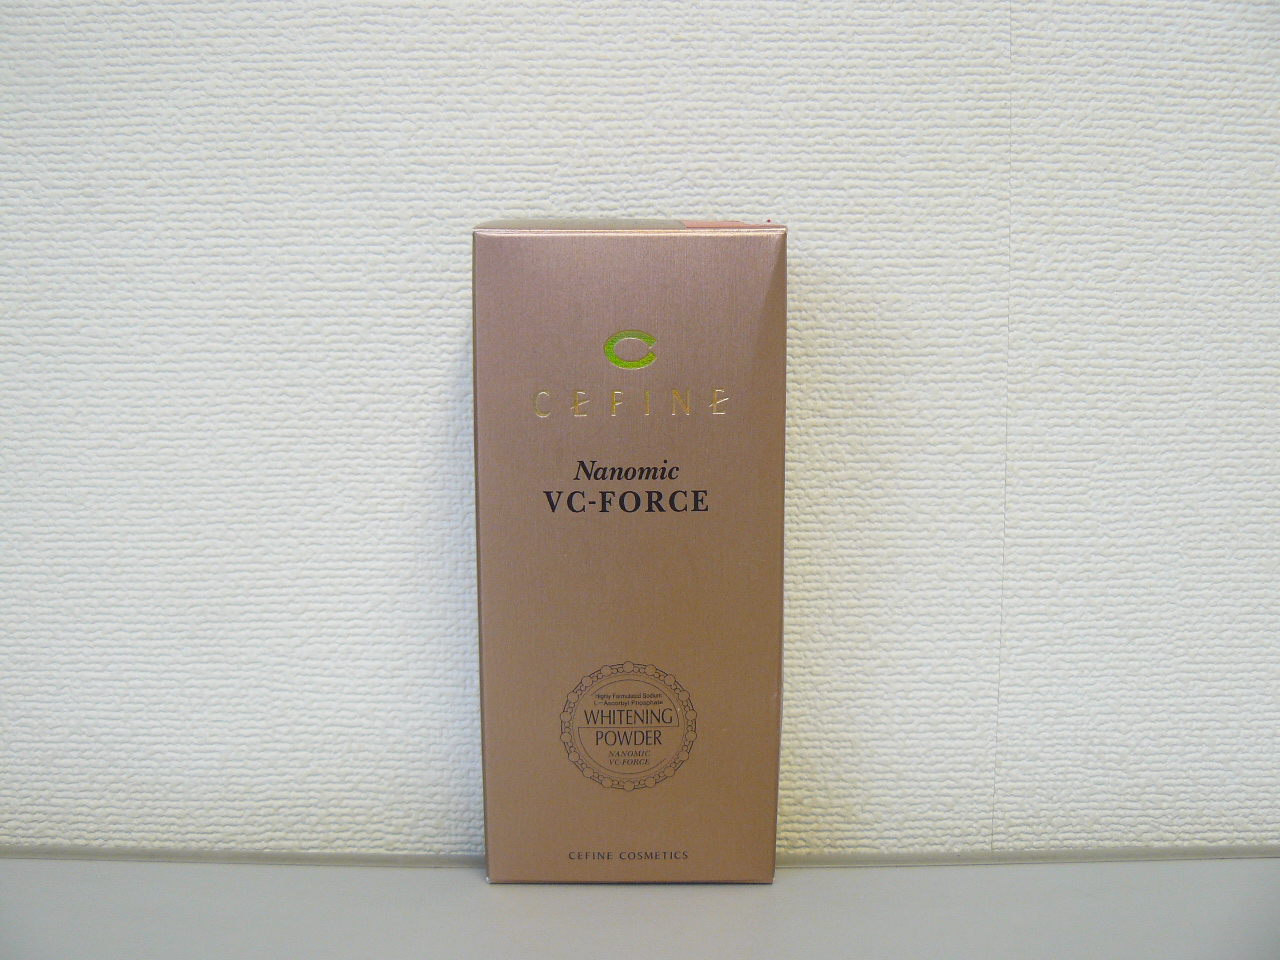 CEFINE
Nanomic
VC-FORCE
Highly Formulated Sodium
L-Ascorbyl Phosphate
WHITENING
POWDER
NANOMIC
VC-FORCE
CEFINE COSMETICS